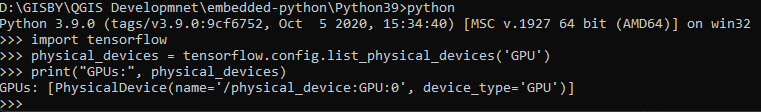 D:\GISBY\QGIS Developmnet\embedded-python\Python39>python
Python 3.9.0 (tags/v3.9.0:9cf6752, Oct  5 2020, 15:34:40) [MSC v.1927 64 bit (AMD64)] on win32
>>> import tensorflow
>>> physical_devices = tensorflow.config.list_physical_devices('GPU')
>>> print("GPUs:", physical_devices)
GPUs: [PhysicalDevice(name='/physical_device:GPU:0', device_type='GPU')]
>>>